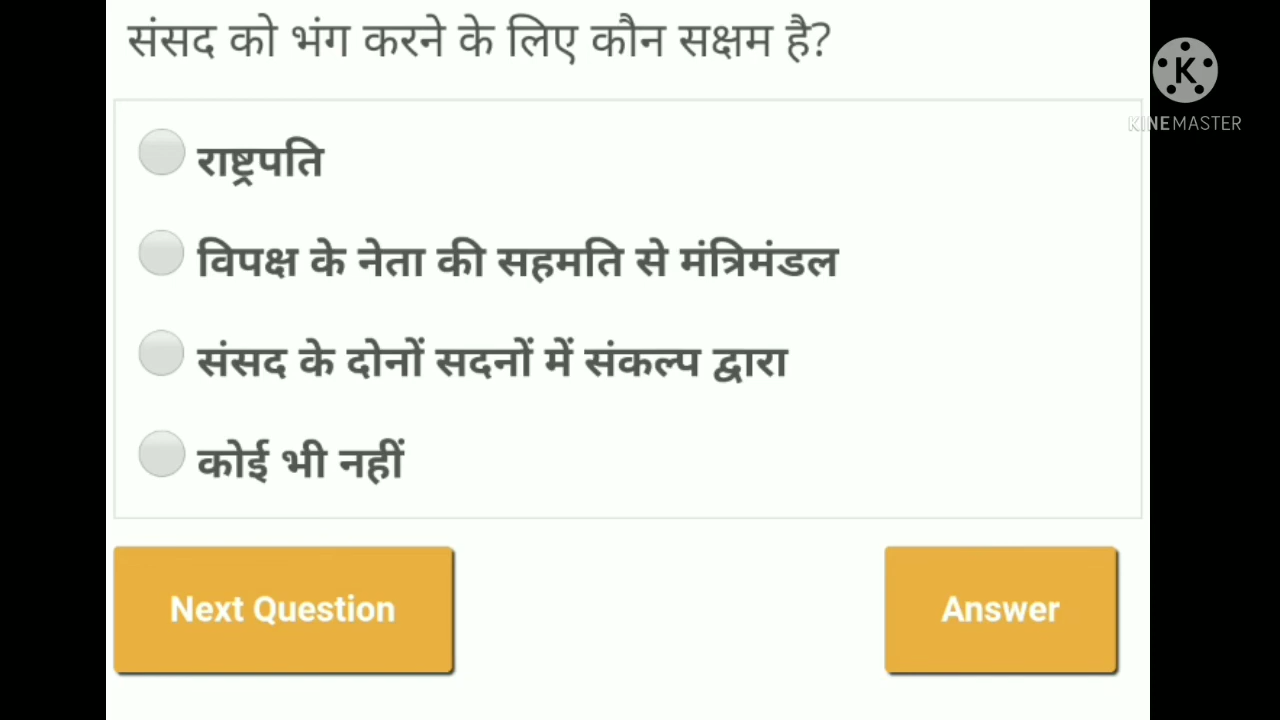 संसद को भंग करने के लिए कौन सक्षम है?
KINEMASTER
राष्ट्रपति
विपक्ष के नेता की सहमति से मंत्रिमंडल
संसद के दोनों सदनों में संकल्प द्वारा
कोई भी नहीं
Next Question
Answer